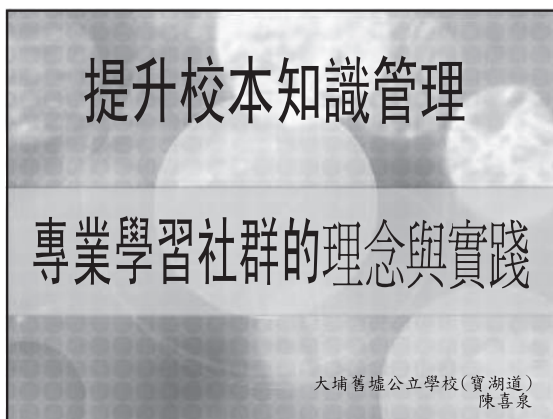 提升校本知識管理
專業學習社群的理念與實踐
大埔舊墟公立學校(寶湖道)
陳喜泉